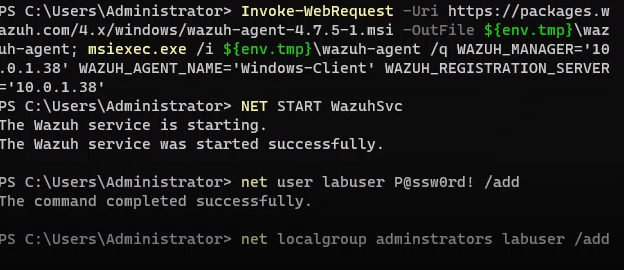 PS C:\Users\Administrator> Invoke-WebRequest -Uri https://packages.w
azuh.com/4.x/windows/wazuh-agent-4.7.5-1.msi -OutFile ${env.tmp}\waz
uh-agent; msiexec.exe /i ${env.tmp}\wazuh-agent /q WAZUH_MANAGER='10
.0.1.38' WAZUH_AGENT_NAME='Windows-Client' WAZUH_REGISTRATION_SERVER
='10.0.1.38'
PS C:\Users\Administrator> NET START WazuhSvc
The Wazuh service is starting.
The Wazuh service was started successfully.
PS C:\Users\Administrator> net user labuser P@ssw0rd! /add
The command completed successfully.
PS C:\Users\Administrator> net localgroup adminstrators labuser /add